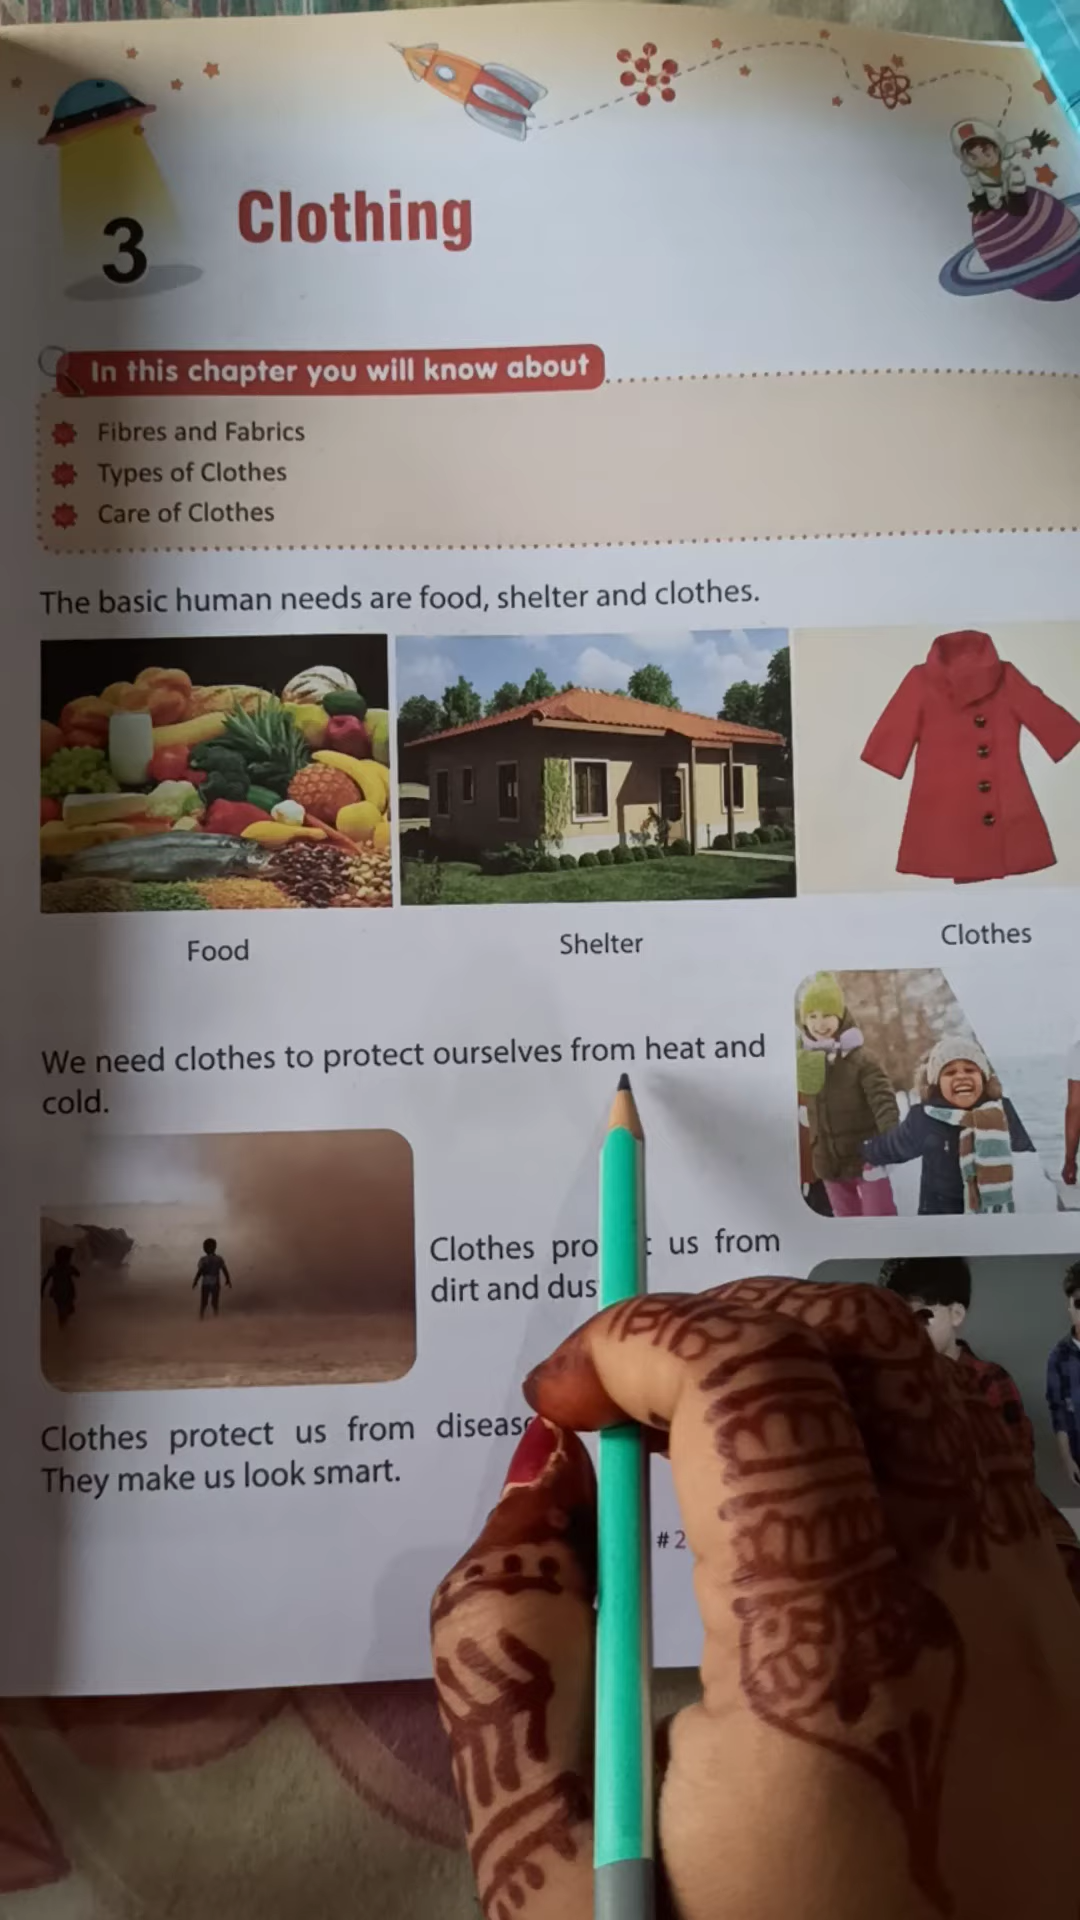 3
Clothing
In this chapter you will know about
Fibres and Fabrics
Types of Clothes
Care of Clothes
The basic human needs are food, shelter and clothes.
Food
Shelter
Clothes
We need clothes to protect ourselves from heat and
cold.
Clothes us from
dirt and
Clothes protect us from
They make us look smart.